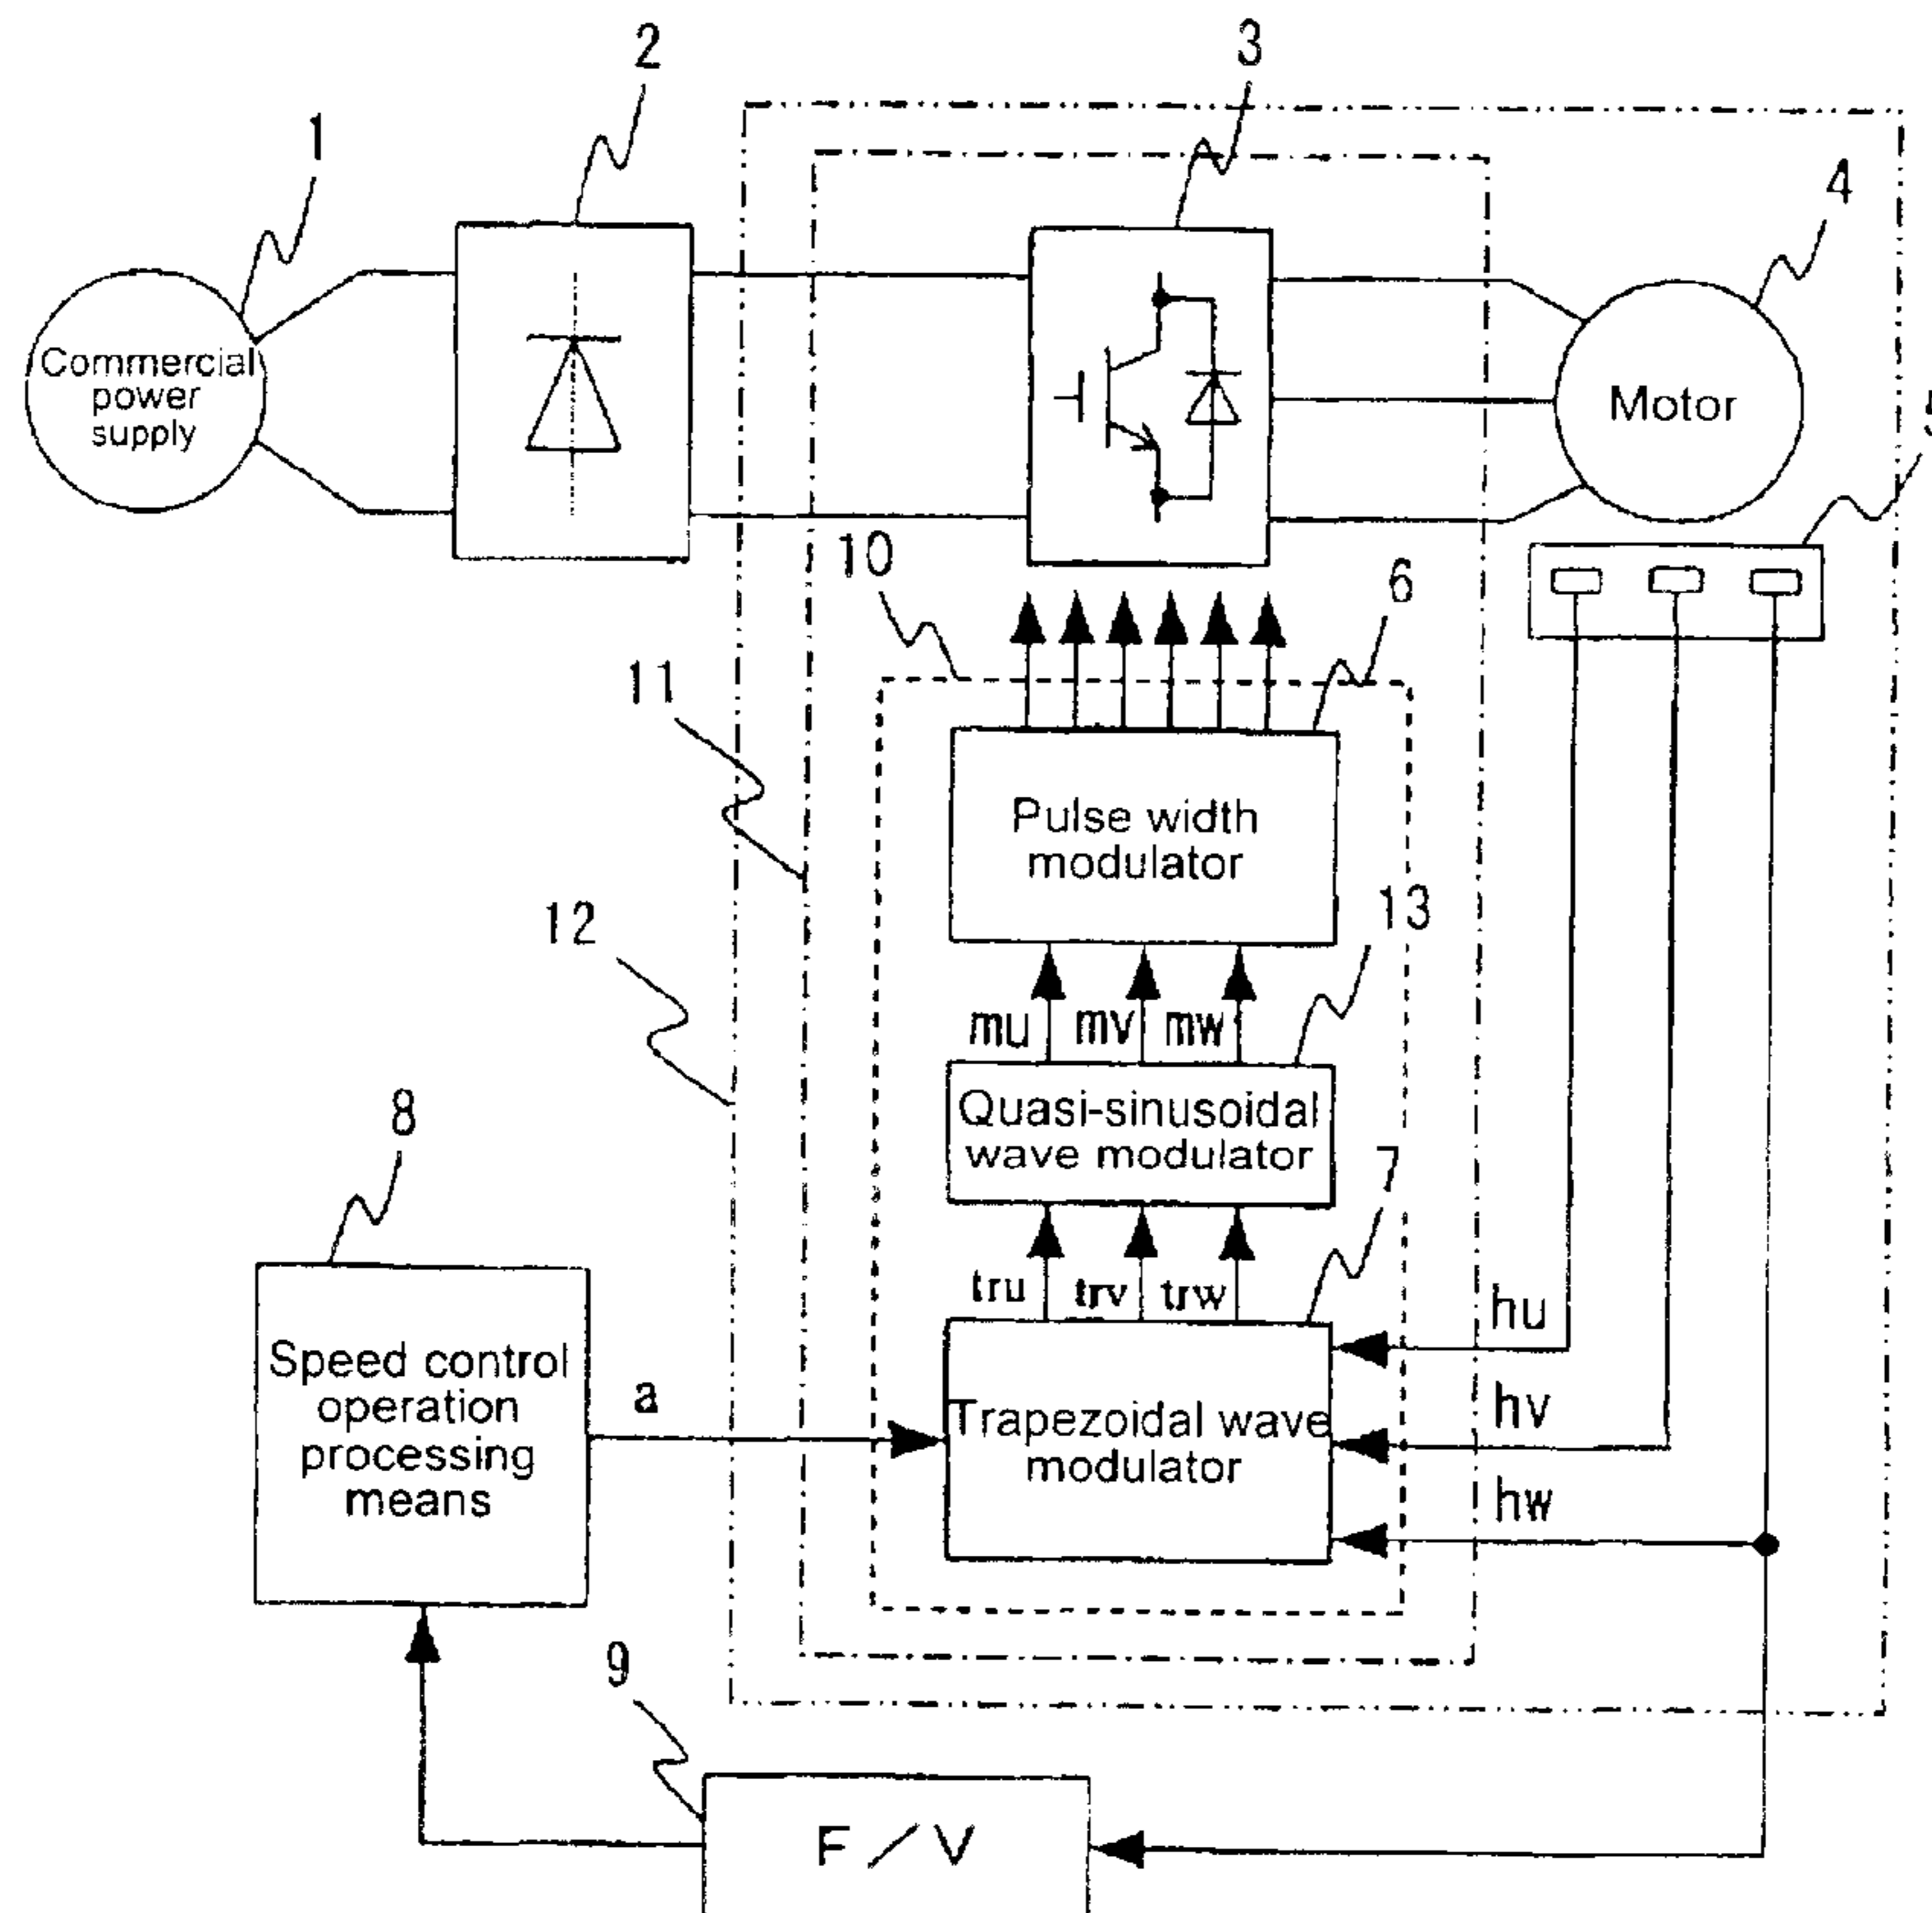 2
3
1
4
Commercial
power
supply
Motor
5
10
6
11
Pulse width
modulator
13
12
mu mv mw
Quasi-sinusoidal
wave modulator
8
7
tru trv trw
hu
Speed control
operation
processing
means
a
hv
Trapezoidal wave
modulator
hw
9
F/V